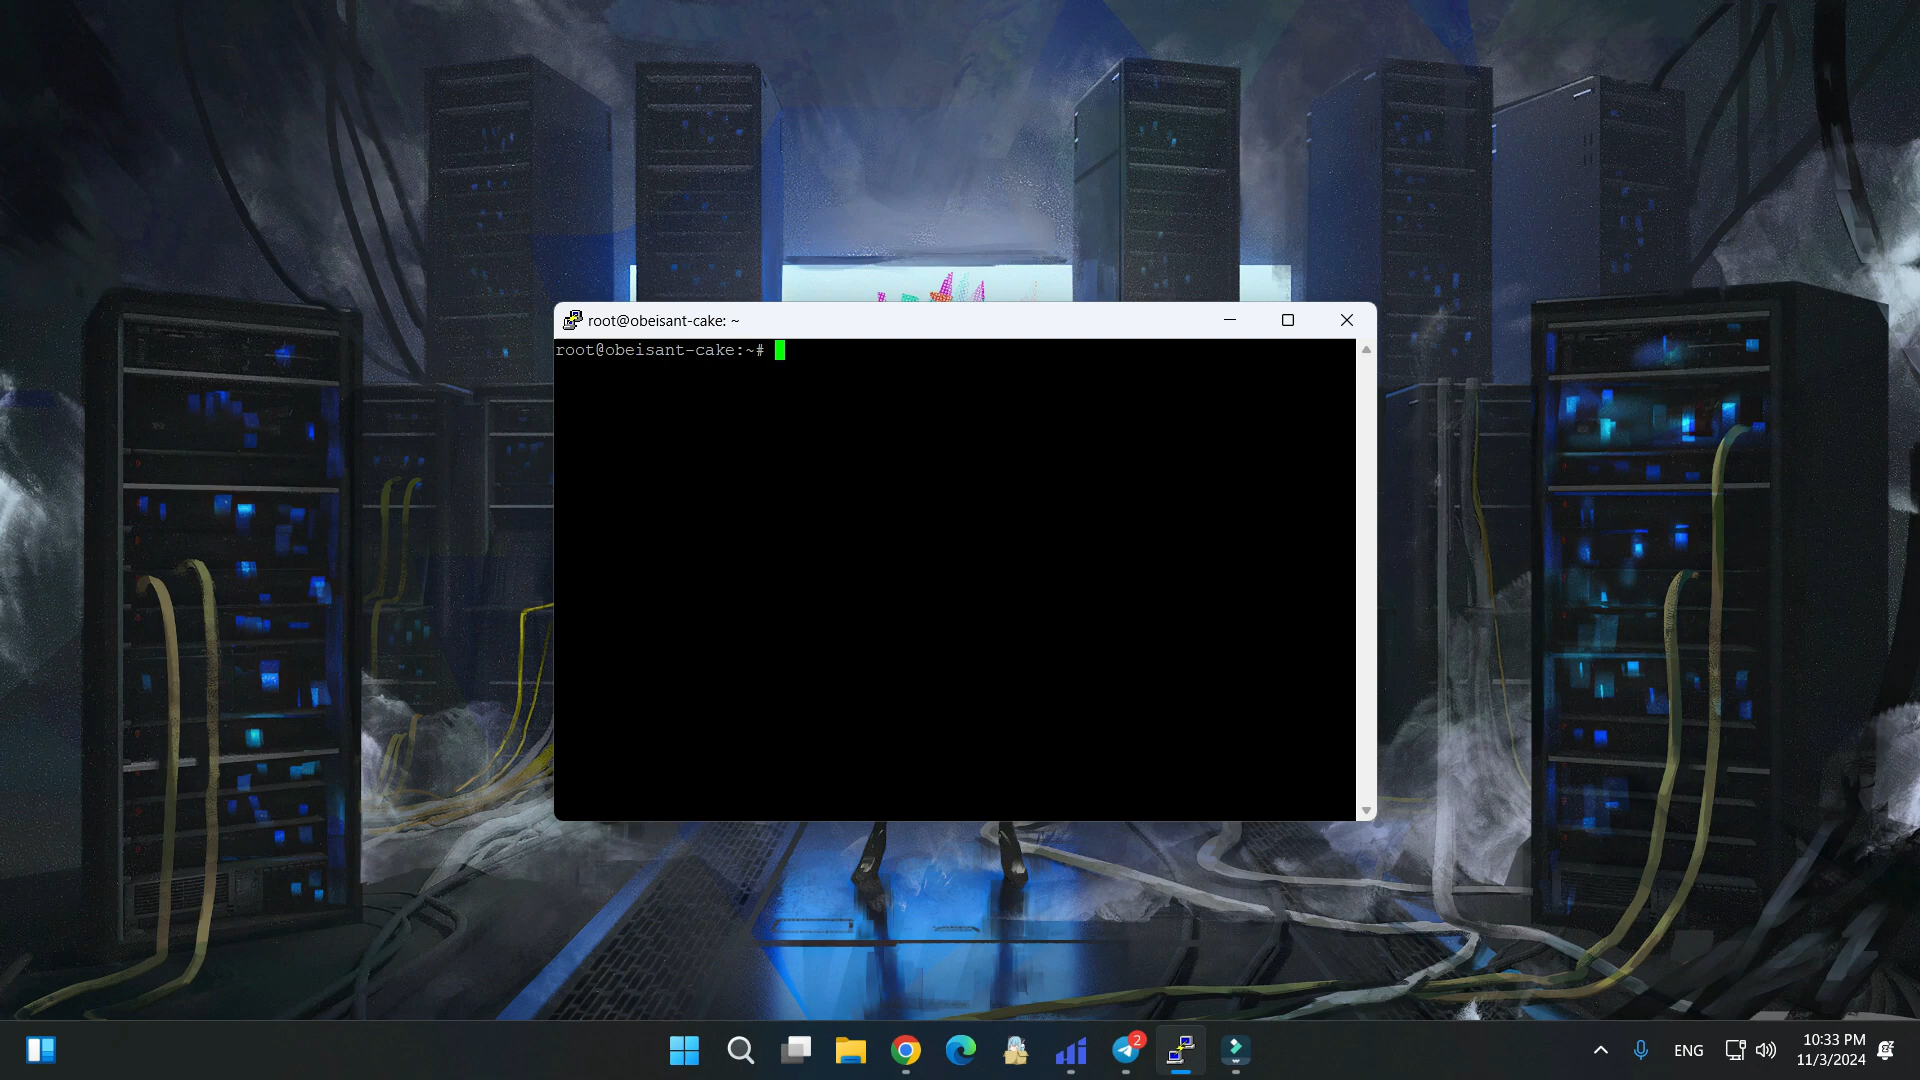 root@obeisant-cake: ~
root@obeisant-cake:~#
2
ENG
10:33 PM
11/3/2024